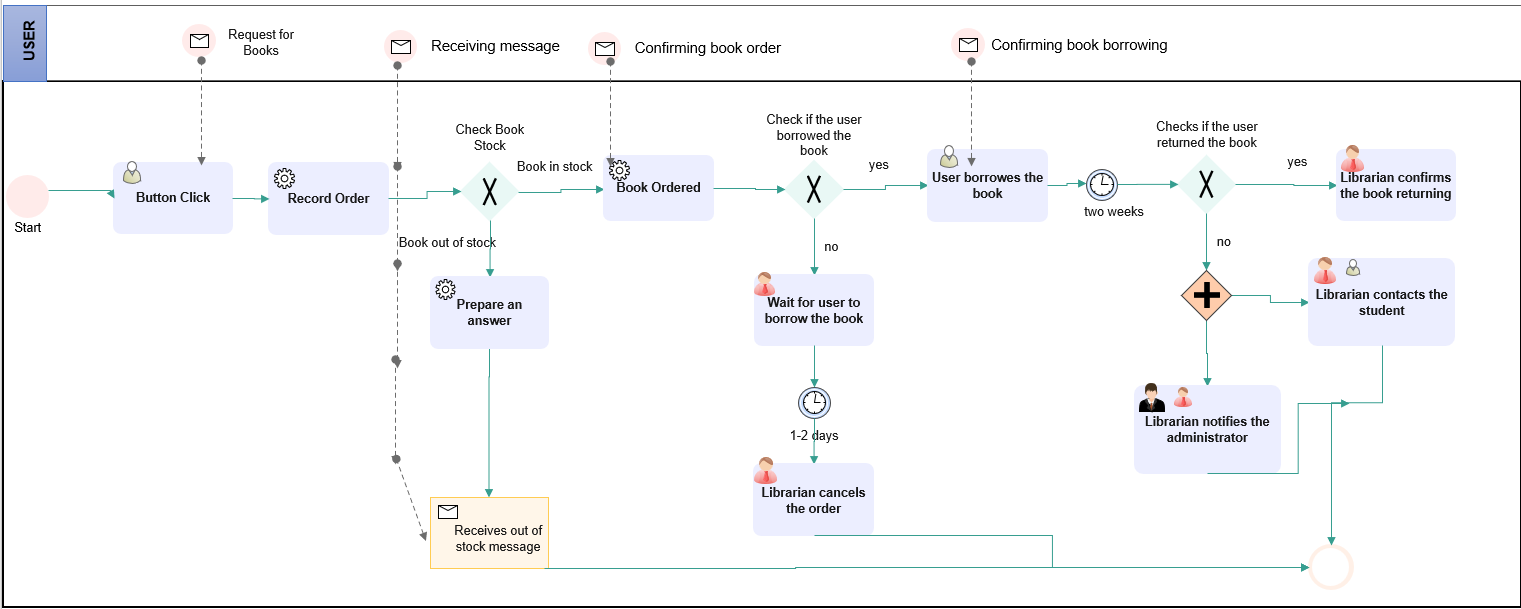 USER
Request for
Books
Receiving message
Confirming book order
Confirming book borrowing
Start
Button Click
Record Order
Check Book
Stock
Book in stock
Book out of stock
Prepare an
answer
Receives out of
stock message
Book Ordered
Check if the user
borrowed the
book
yes
no
Wait for user to
borrow the book
1-2 days
Librarian cancels
the order
User borrowes the
book
two weeks
Checks if the user
returned the book
yes
no
Librarian confirms
the book returning
Librarian contacts the
student
Librarian notifies the
administrator